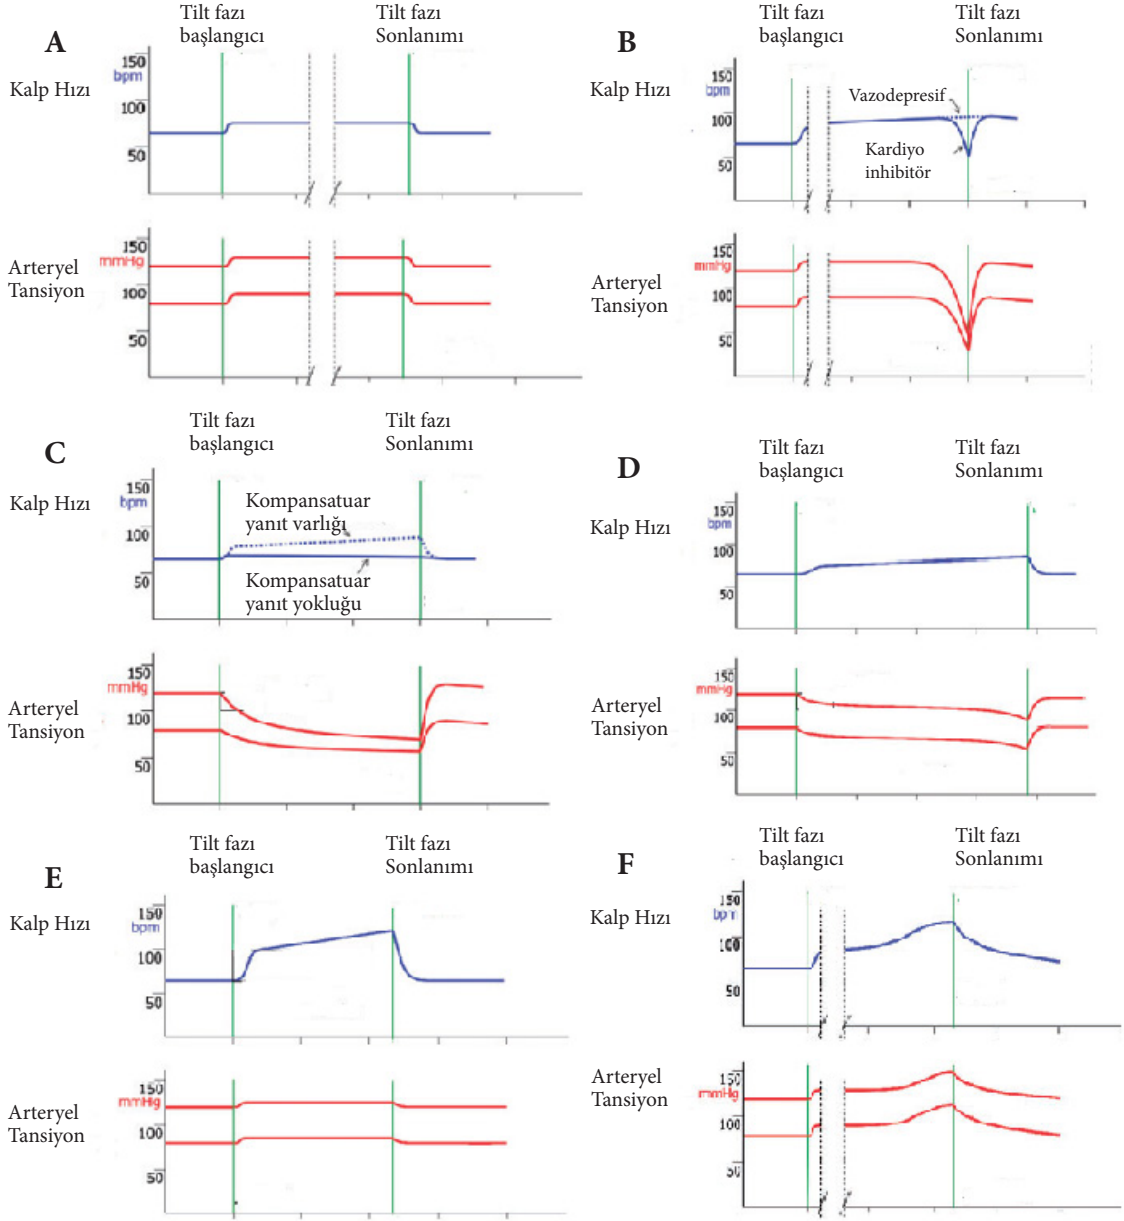 A
Tilt fazı
başlangıcı
Tilt fazı
Sonlanımı
Kalp Hızı
150
bpm
100
50
Arteryel
Tansiyon
150
mmHg
100
50
B
Tilt fazı
başlangıcı
Tilt fazı
Sonlanımı
Kalp Hızı
150
bpm
100
50
Vazodepresif
Kardiyo
inhibitör
Arteryel
Tansiyon
150
mmHg
100
50
C
Tilt fazı
başlangıcı
Tilt fazı
Sonlanımı
Kalp Hızı
150
bpm
100
50
Kompansatuar
yanıt varlığı
Kompansatuar
yanıt yokluğu
Arteryel
Tansiyon
150
mmHg
100
50
D
Tilt fazı
başlangıcı
Tilt fazı
Sonlanımı
Kalp Hızı
150
bpm
100
50
Arteryel
Tansiyon
150
mmHg
100
50
E
Tilt fazı
başlangıcı
Tilt fazı
Sonlanımı
Kalp Hızı
150
bpm
100
50
Arteryel
Tansiyon
150
mmHg
100
50
F
Tilt fazı
başlangıcı
Tilt fazı
Sonlanımı
Kalp Hızı
150
bpm
100
50
Arteryel
Tansiyon
150
mmHg
100
50